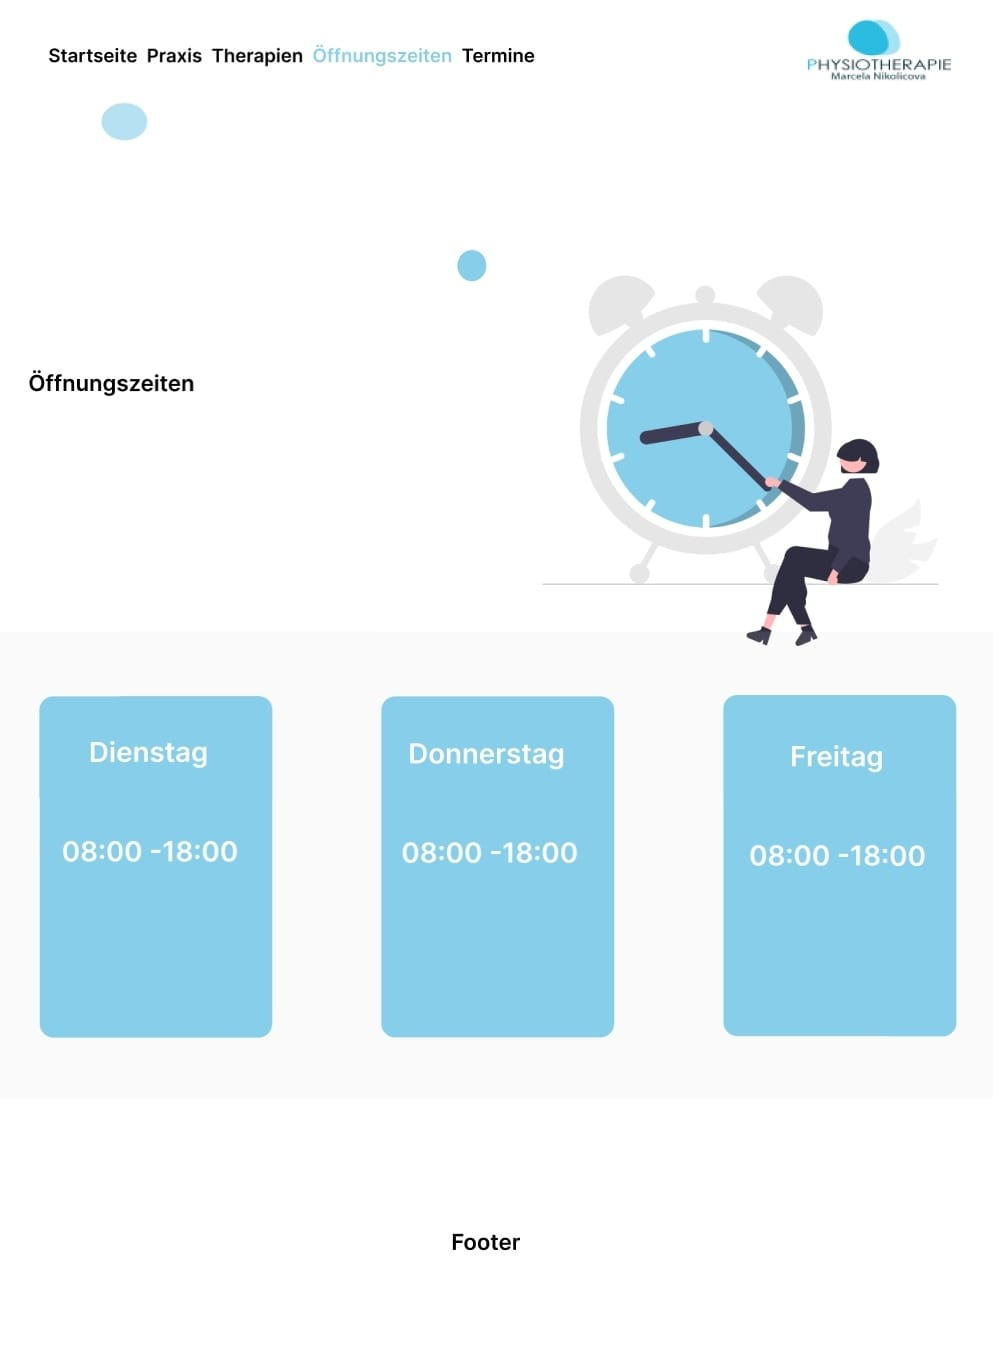 Startseite Praxis Therapien Öffnungszeiten Termine
PHYSIOTHERAPIE
Marcela Nikolicova
Öffnungszeiten
Dienstag
Donnerstag
Freitag
08:00 -18:00
08:00 -18:00
08:00 -18:00
Footer